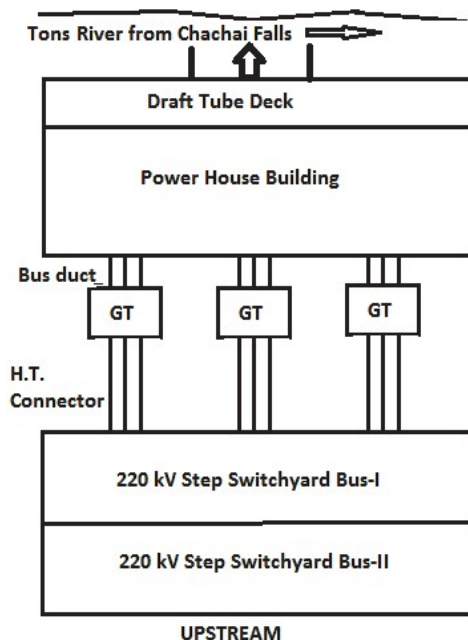 Tons River from Chachai Falls
Draft Tube Deck
Power House Building
Bus duct
GT
GT
GT
H.T.
Connector
220 kV Step Switchyard Bus-I
220 kV Step Switchyard Bus-II
UPSTREAM